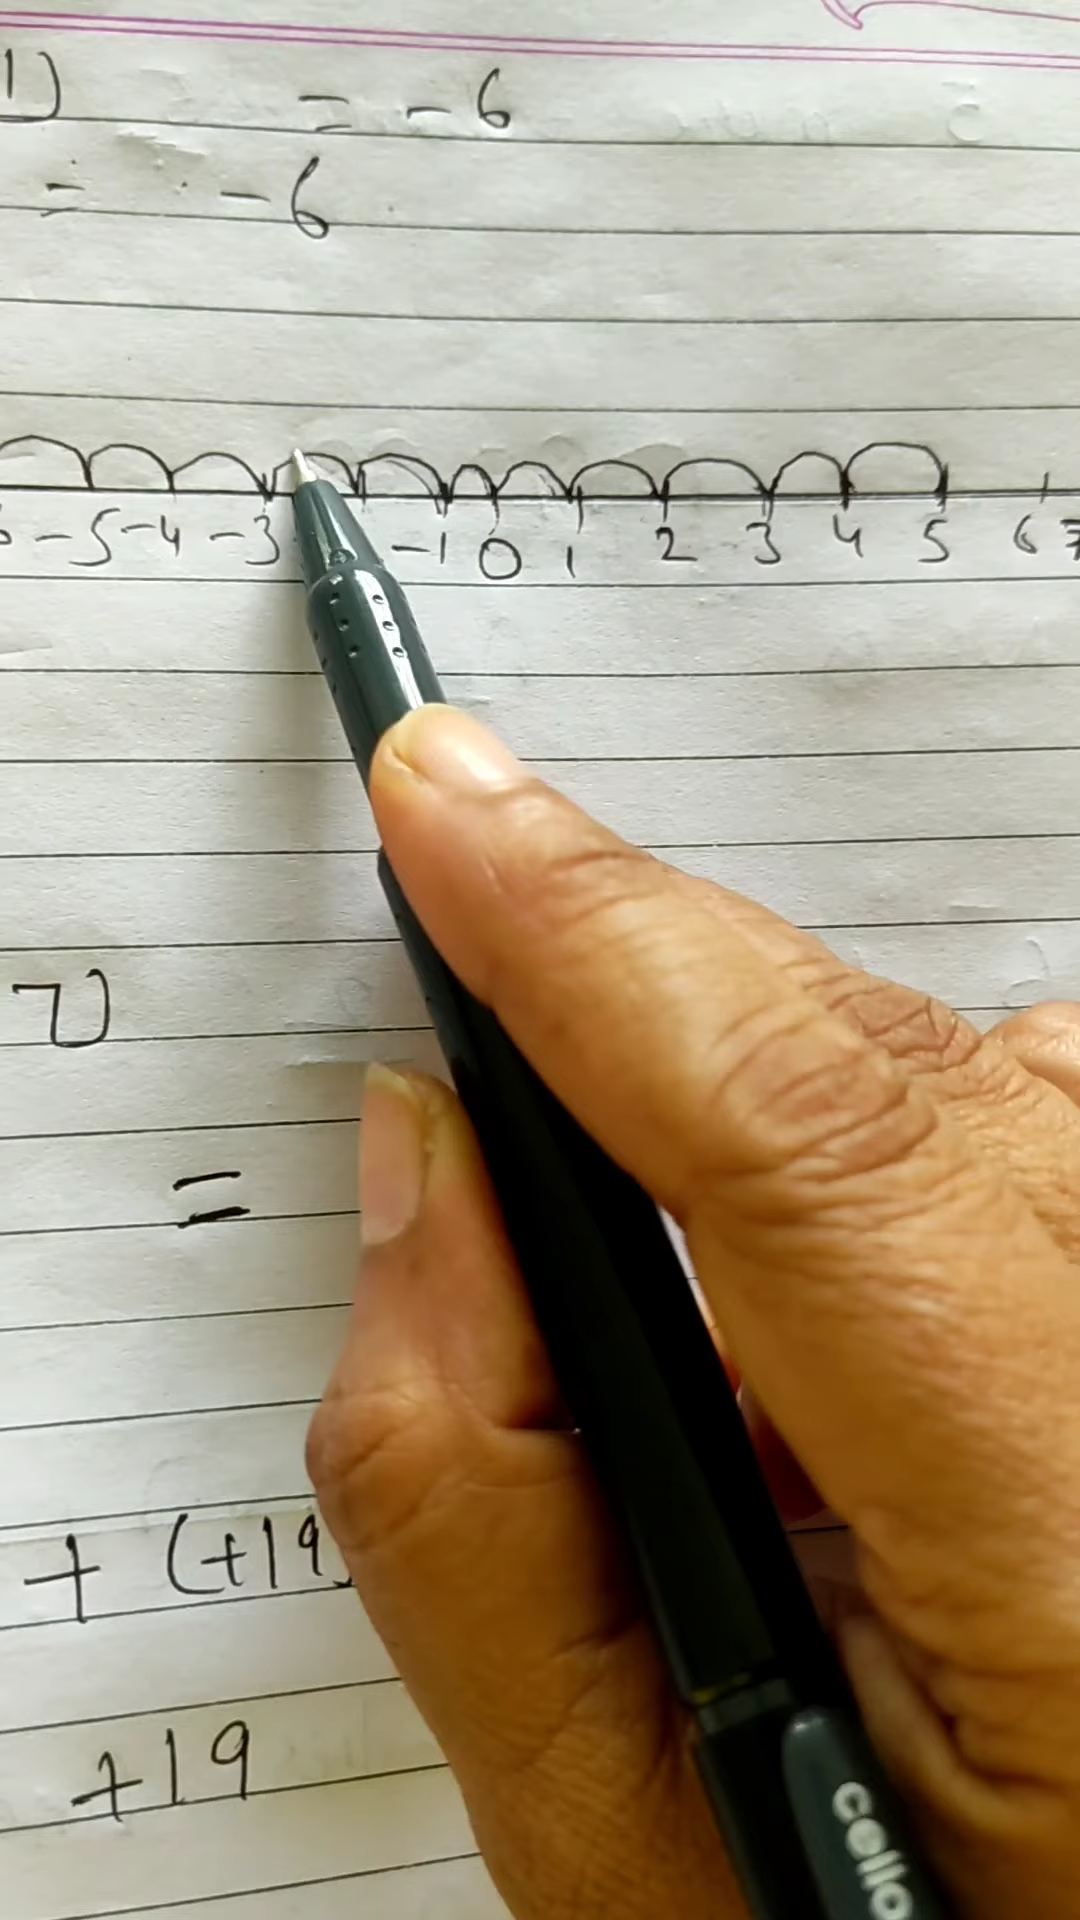 1) = -6
= -6
-5 -4 -3 -1 0 1 2 3 4 5 6 7
=
+ (+19)
+19
cello